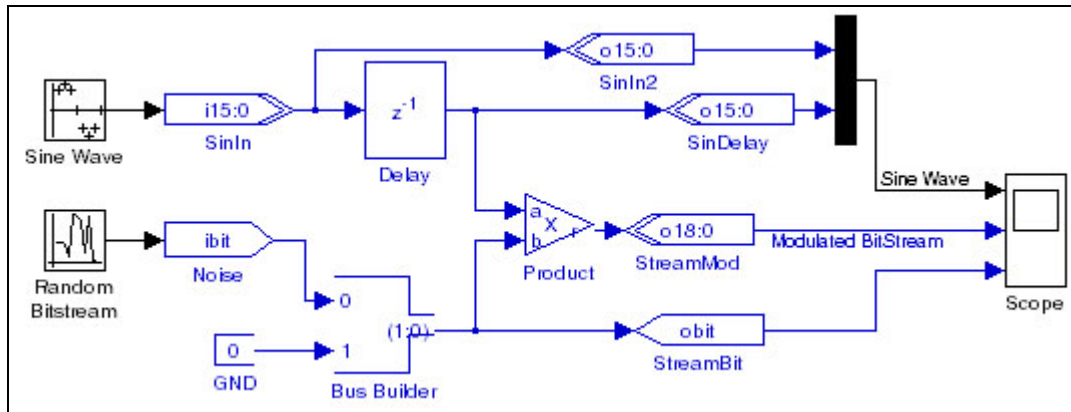 o15:0
SinIn2
i15:0
z-1
o15:0
Sine Wave
SinIn
Delay
SinDelay
Sine Wave
a
x
+
b
o18:0
Modulated BitStream
Product
StreamMod
ibit
Noise
Random
Bitstream
Scope
0
(1:0)
1
0
GND
Bus Builder
obit
StreamBit